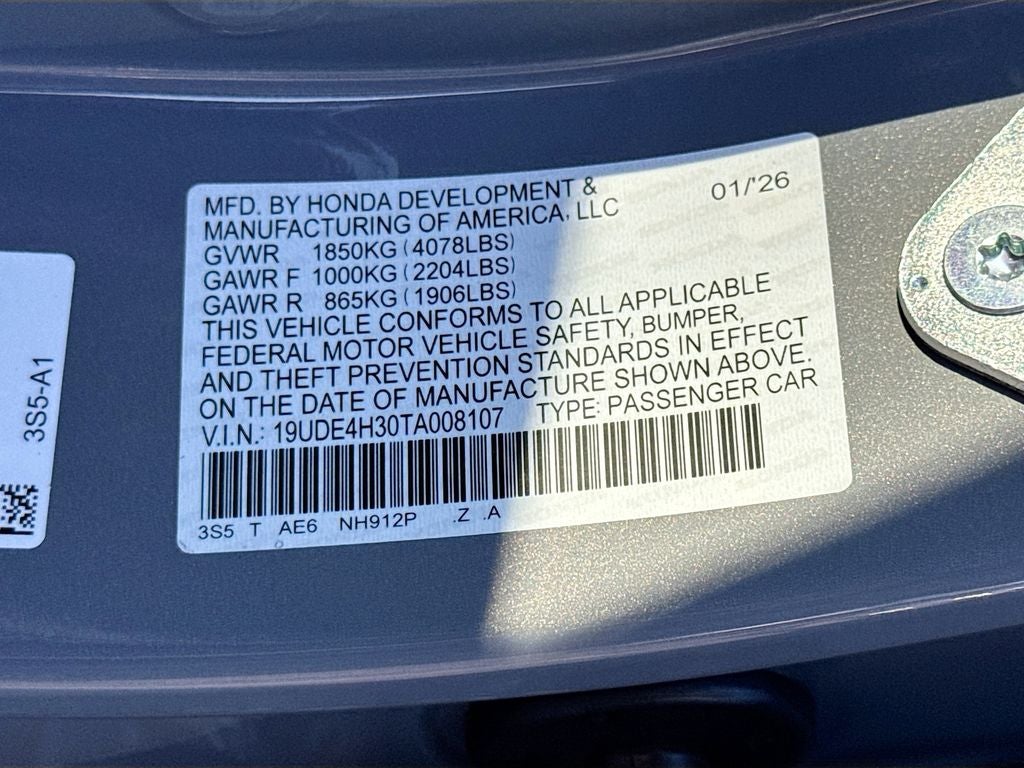 MFD. BY HONDA DEVELOPMENT & 01/'26
MANUFACTURING OF AMERICA, LLC
GVWR 1850KG (4078LBS)
GAWR F 1000KG (2204LBS)
GAWR R 865KG (1906LBS)
THIS VEHICLE CONFORMS TO ALL APPLICABLE
FEDERAL MOTOR VEHICLE SAFETY, BUMPER,
AND THEFT PREVENTION STANDARDS IN EFFECT
ON THE DATE OF MANUFACTURE SHOWN ABOVE.
V.I.N.: 19UDE4H30TA008107 TYPE: PASSENGER CAR
3S5 T AE6 NH912P .Z .A
3S5-A1